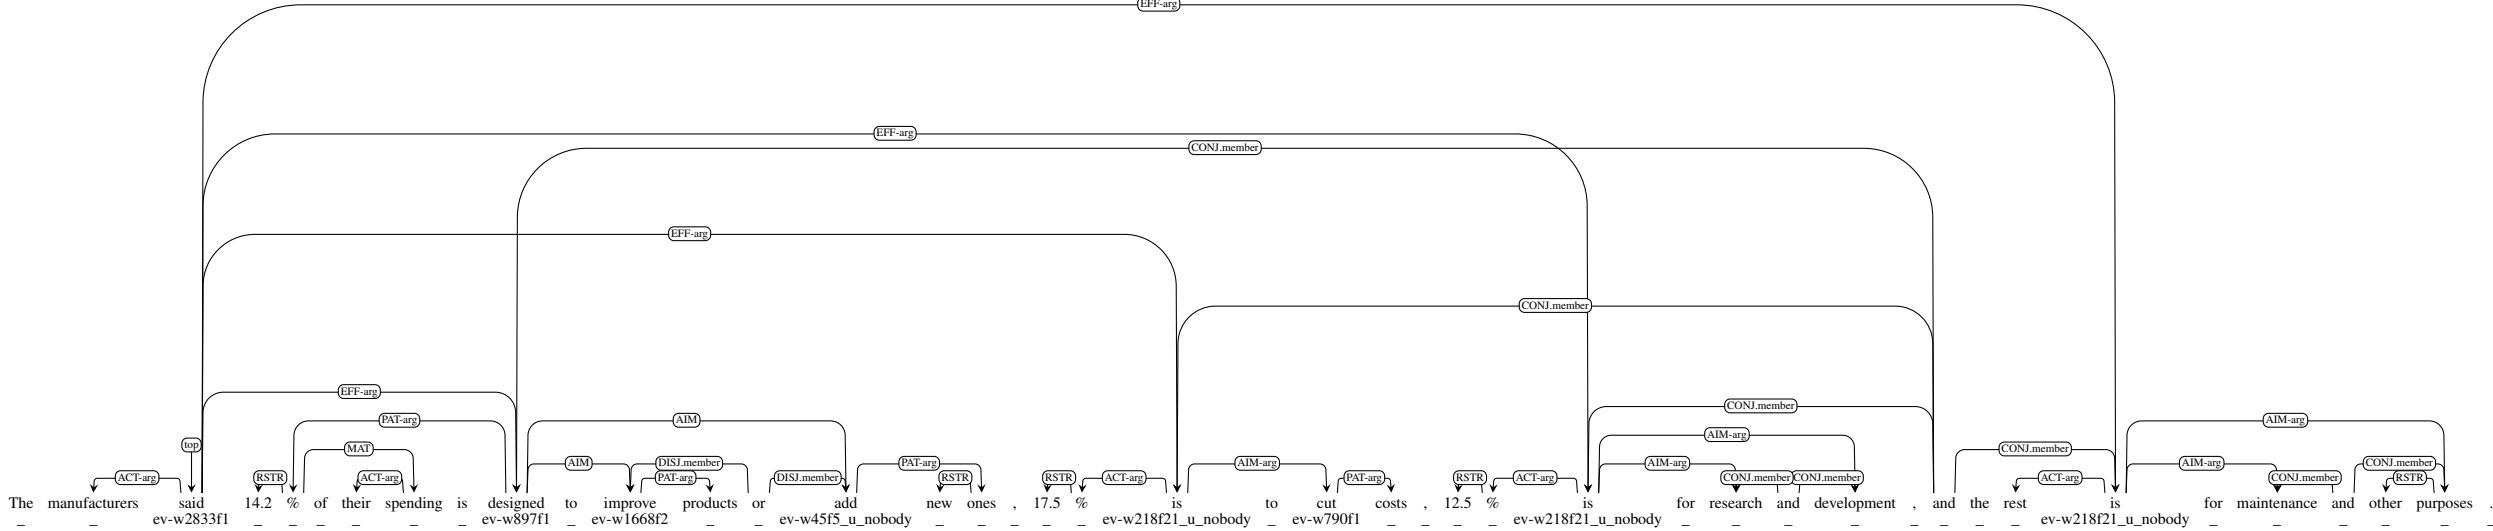 EFF-arg
EFF-arg
CONJ.member
EFF-arg
CONJ.member
EFF-arg
CONJ.member
PAT-arg AIM AIM-arg
AIM-arg
top MAT CONJ.member
AIM DISJ.member PAT-arg AIM-arg AIM-arg AIM-arg CONJ.member
ACT-arg RSTR ACT-arg PAT-arg DISJ.member RSTR RSTR ACT-arg PAT-arg RSTR ACT-arg CONJ.member CONJ.member ACT-arg CONJ.member RSTR
The manufacturers said 14.2 % of their spending is designed to improve products or add new ones , 17.5 % is to cut costs , 12.5 % is for research and development , and the rest is for maintenance and other purposes .
_ _ ev-w2833f1 _ _ _ _ _ _ ev-w897f1 _ ev-w1668f2 _ _ ev-w45f5_u_nobody _ _ _ _ _ ev-w218f21_u_nobody _ ev-w790f1 _ _ _ _ ev-w218f21_u_nobody _ _ _ _ _ _ _ _ ev-w218f21_u_nobody _ _ _ _ _ _